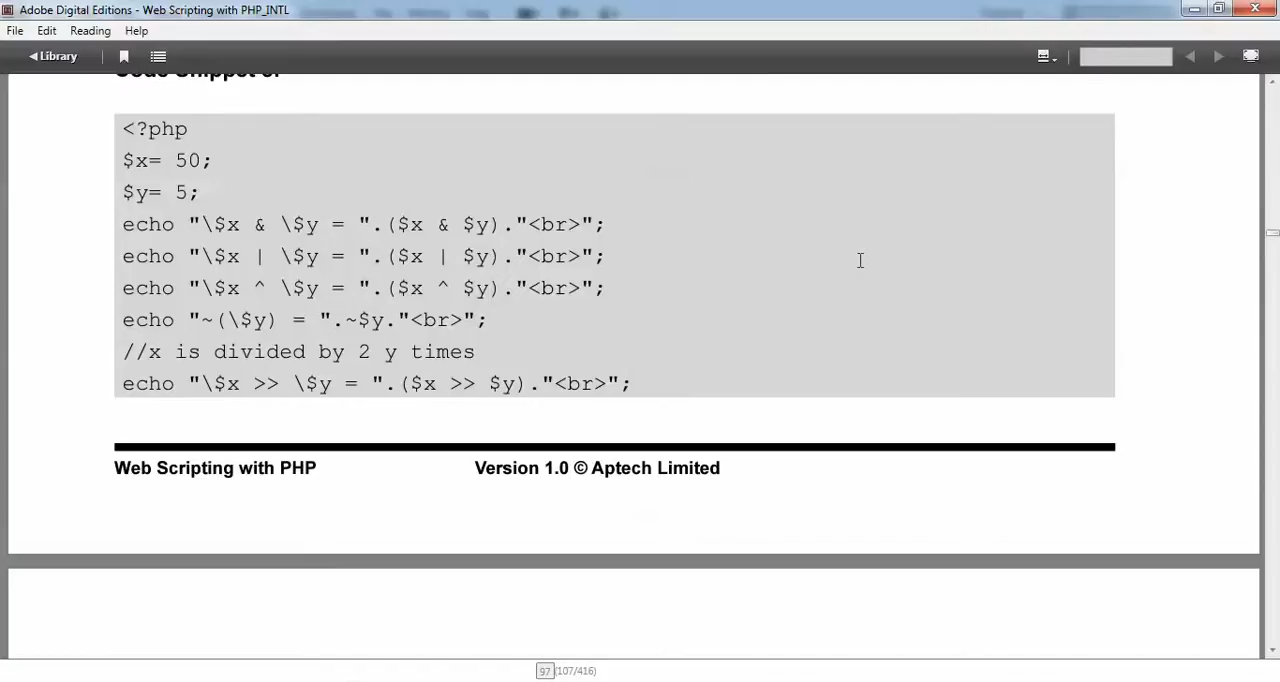 Adobe Digital Editions - Web Scripting with PHP_INTL
File Edit Reading Help
Library
<?php
$x= 50;
$y= 5;
echo "\$x & \$y = ".($x & $y)."<br>";
echo "\$x | \$y = ".($x | $y)."<br>";
echo "\$x ^ \$y = ".($x ^ $y)."<br>";
echo "~(\$y) = ".~$y."<br>";
//x is divided by 2 y times
echo "\$x >> \$y = ".($x >> $y)."<br>";
Web Scripting with PHP Version 1.0 © Aptech Limited
97 (107/416)